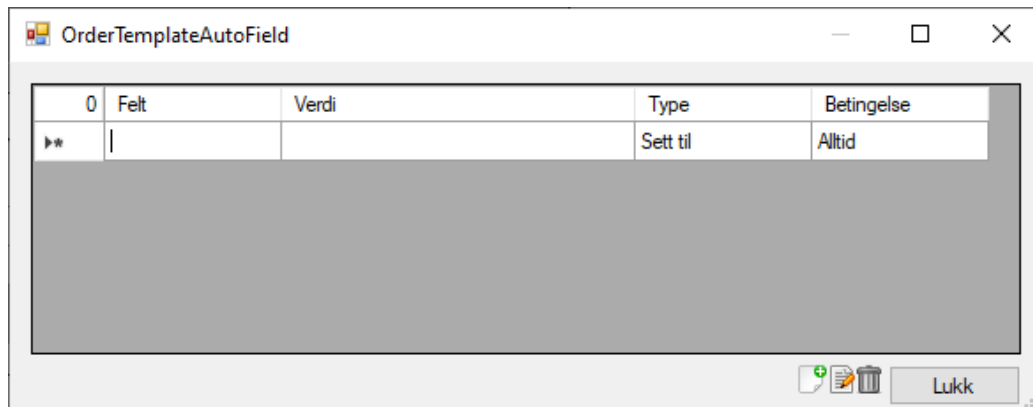 OrderTemplateAutoField
0 Felt Verdi Type Betingelse
Sett til Alltid
Lukk